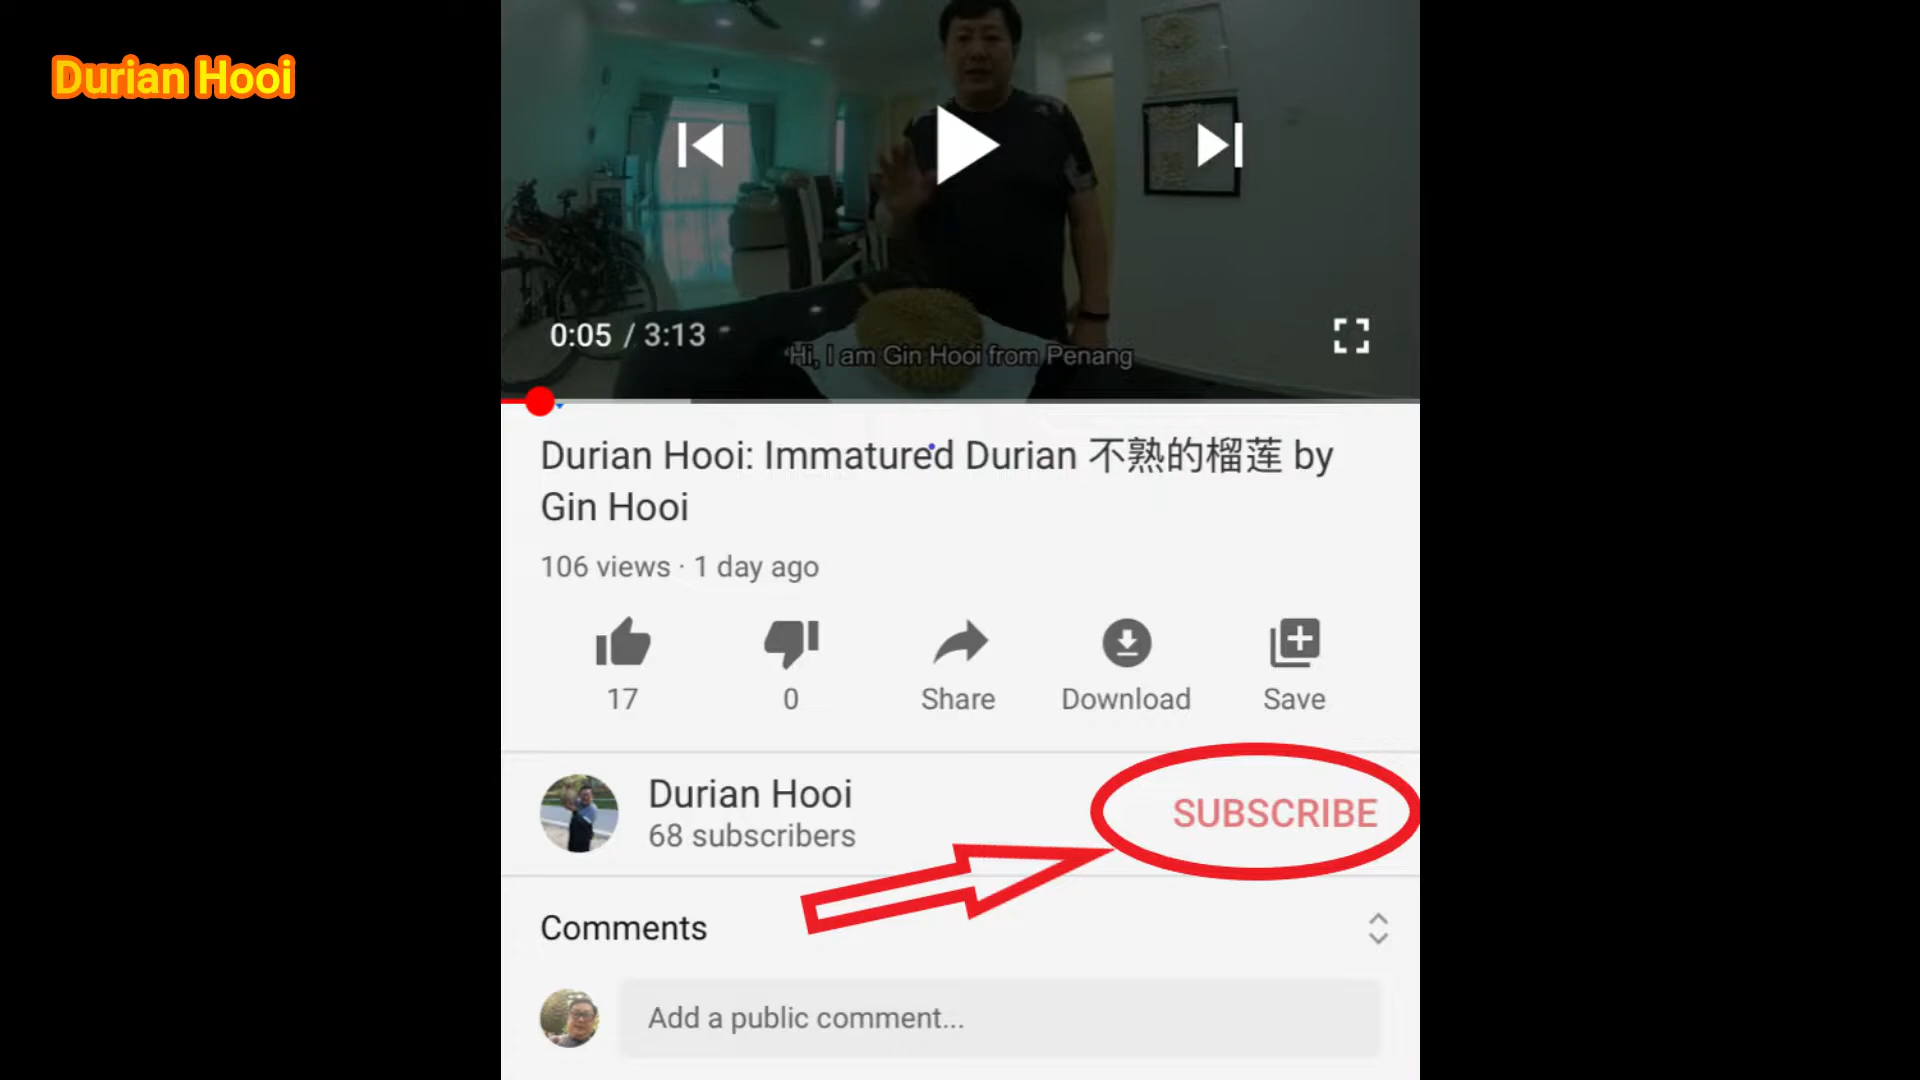 Durian Hooi
0:05 / 3:13
Hi, I am Gin Hooi from Penang
Durian Hooi: Immatured Durian 不熟的榴莲 by
Gin Hooi
106 views · 1 day ago
17
0
Share
Download
Save
Durian Hooi
68 subscribers
SUBSCRIBE
Comments
Add a public comment...